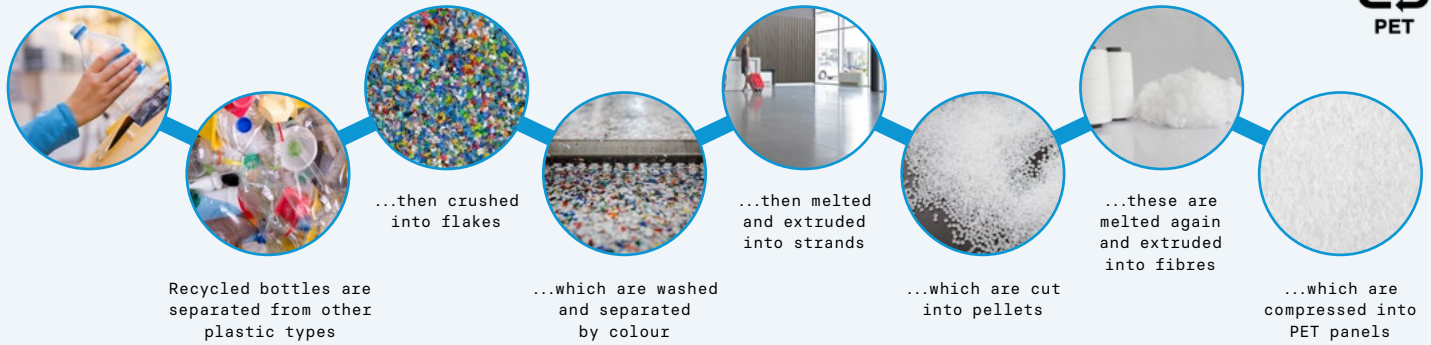 PET
Recycled bottles are
separated from other
plastic types
...then crushed
into flakes
...which are washed
and separated
by colour
...then melted
and extruded
into strands
...which are cut
into pellets
...these are
melted again
and extruded
into fibres
...which are
compressed into
PET panels